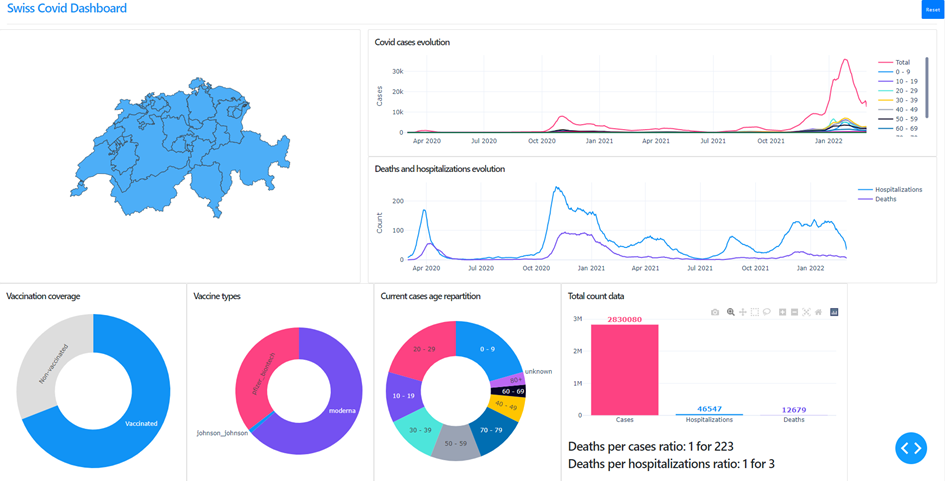 Swiss Covid Dashboard
Reset
Covid cases evolution
Cases
30k
20k
10k
0
Apr 2020
Jul 2020
Oct 2020
Jan 2021
Apr 2021
Jul 2021
Oct 2021
Jan 2022
Total
0 - 9
10 - 19
20 - 29
30 - 39
40 - 49
50 - 59
60 - 69
Deaths and hospitalizations evolution
Count
200
100
0
Apr 2020
Jul 2020
Oct 2020
Jan 2021
Apr 2021
Jul 2021
Oct 2021
Jan 2022
Hospitalizations
Deaths
Vaccination coverage
Non-vaccinated
Vaccinated
Vaccine types
pfizer_biontech
moderna
Johnson_Johnson
Current cases age repartition
20 - 29
0 - 9
unknown
80+
60 - 69
10 - 19
40 - 49
30 - 39
70 - 79
50 - 59
Total count data
3M
2M
1M
0
2830080
46547
12679
Cases
Hospitalizations
Deaths
Deaths per cases ratio: 1 for 223
Deaths per hospitalizations ratio: 1 for 3